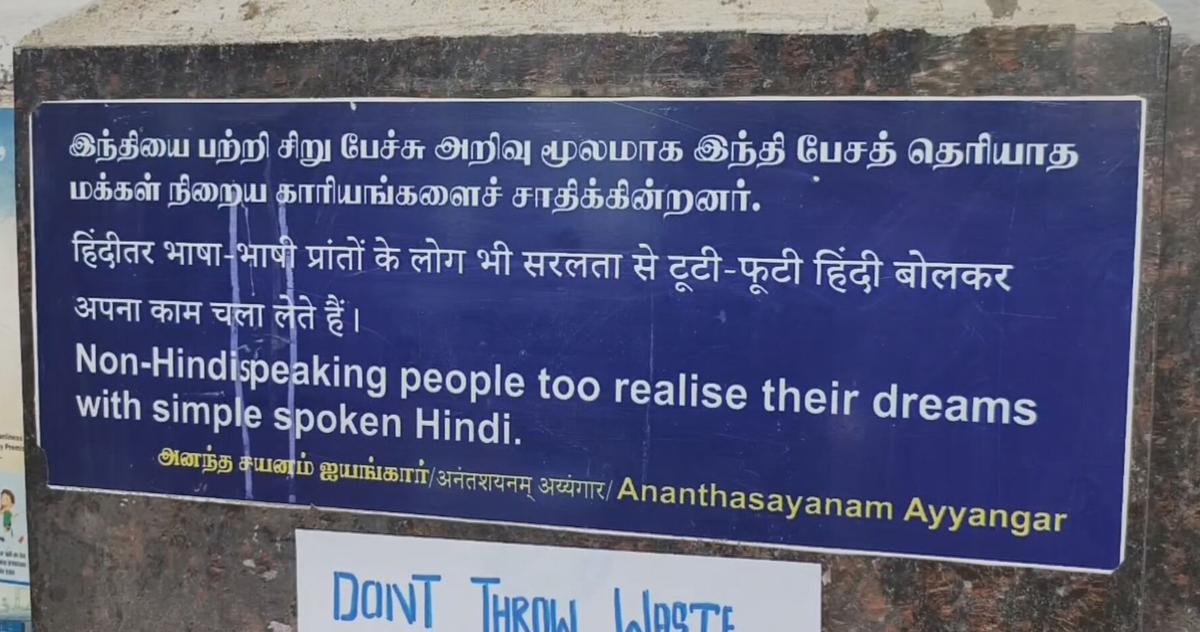 இந்தியை பற்றி சிறு பேச்சு அறிவு மூலமாக இந்தி பேசத் தெரியாத
மக்கள் நிறைய காரியங்களைச் சாதிக்கின்றனர்.
हिंदीतर भाषा-भाषी प्रांतों के लोग भी सरलता से टूटी-फूटी हिंदी बोलकर
अपना काम चला लेते हैं।
Non-Hindispeaking people too realise their dreams
with simple spoken Hindi.
அனந்த சயனம் ஐயங்கார்/अनंतशयनम् अय्यंगार/Ananthasayanam Ayyangar
DONT THROW WASTE